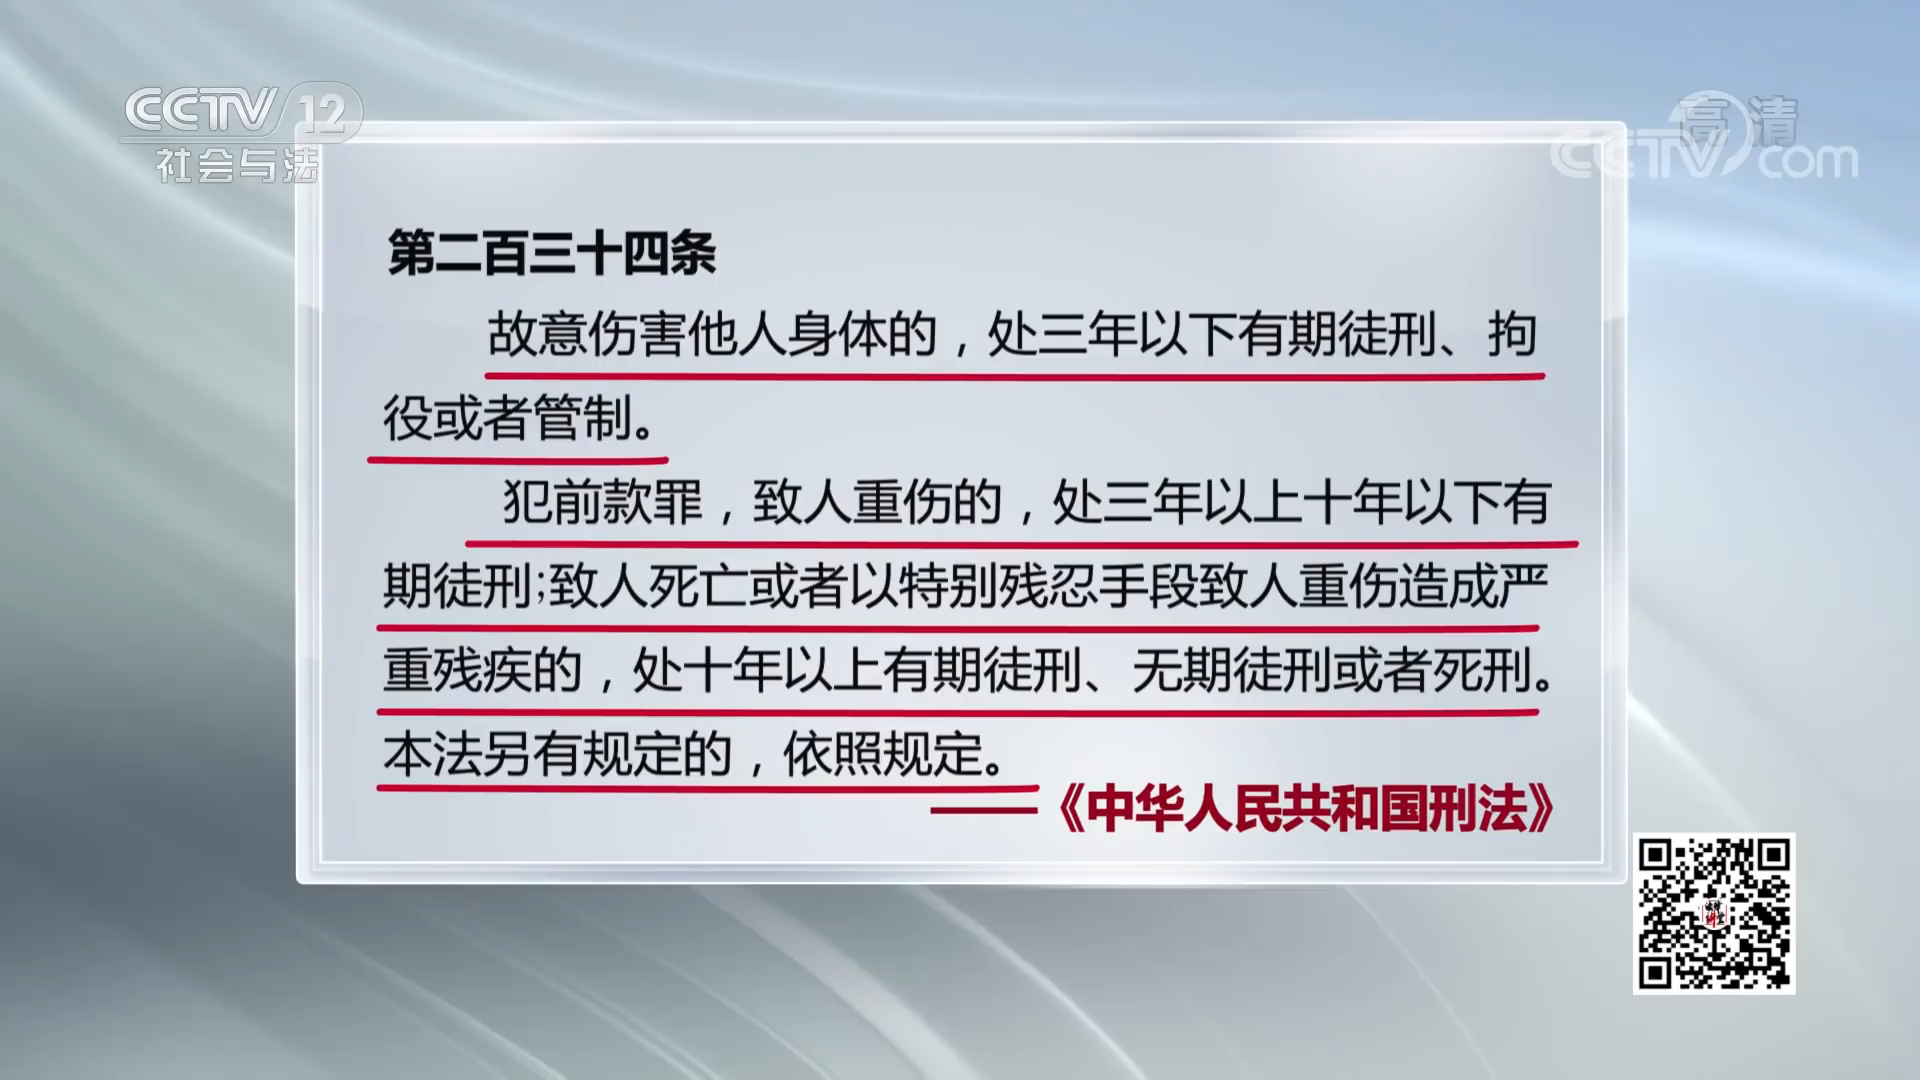 CCTV 12
社会与法
高清
CCTV.com
第二百三十四条
故意伤害他人身体的，处三年以下有期徒刑、拘
役或者管制。
犯前款罪，致人重伤的，处三年以上十年以下有
期徒刑;致人死亡或者以特别残忍手段致人重伤造成严
重残疾的，处十年以上有期徒刑、无期徒刑或者死刑。
本法另有规定的，依照规定。
——《中华人民共和国刑法》